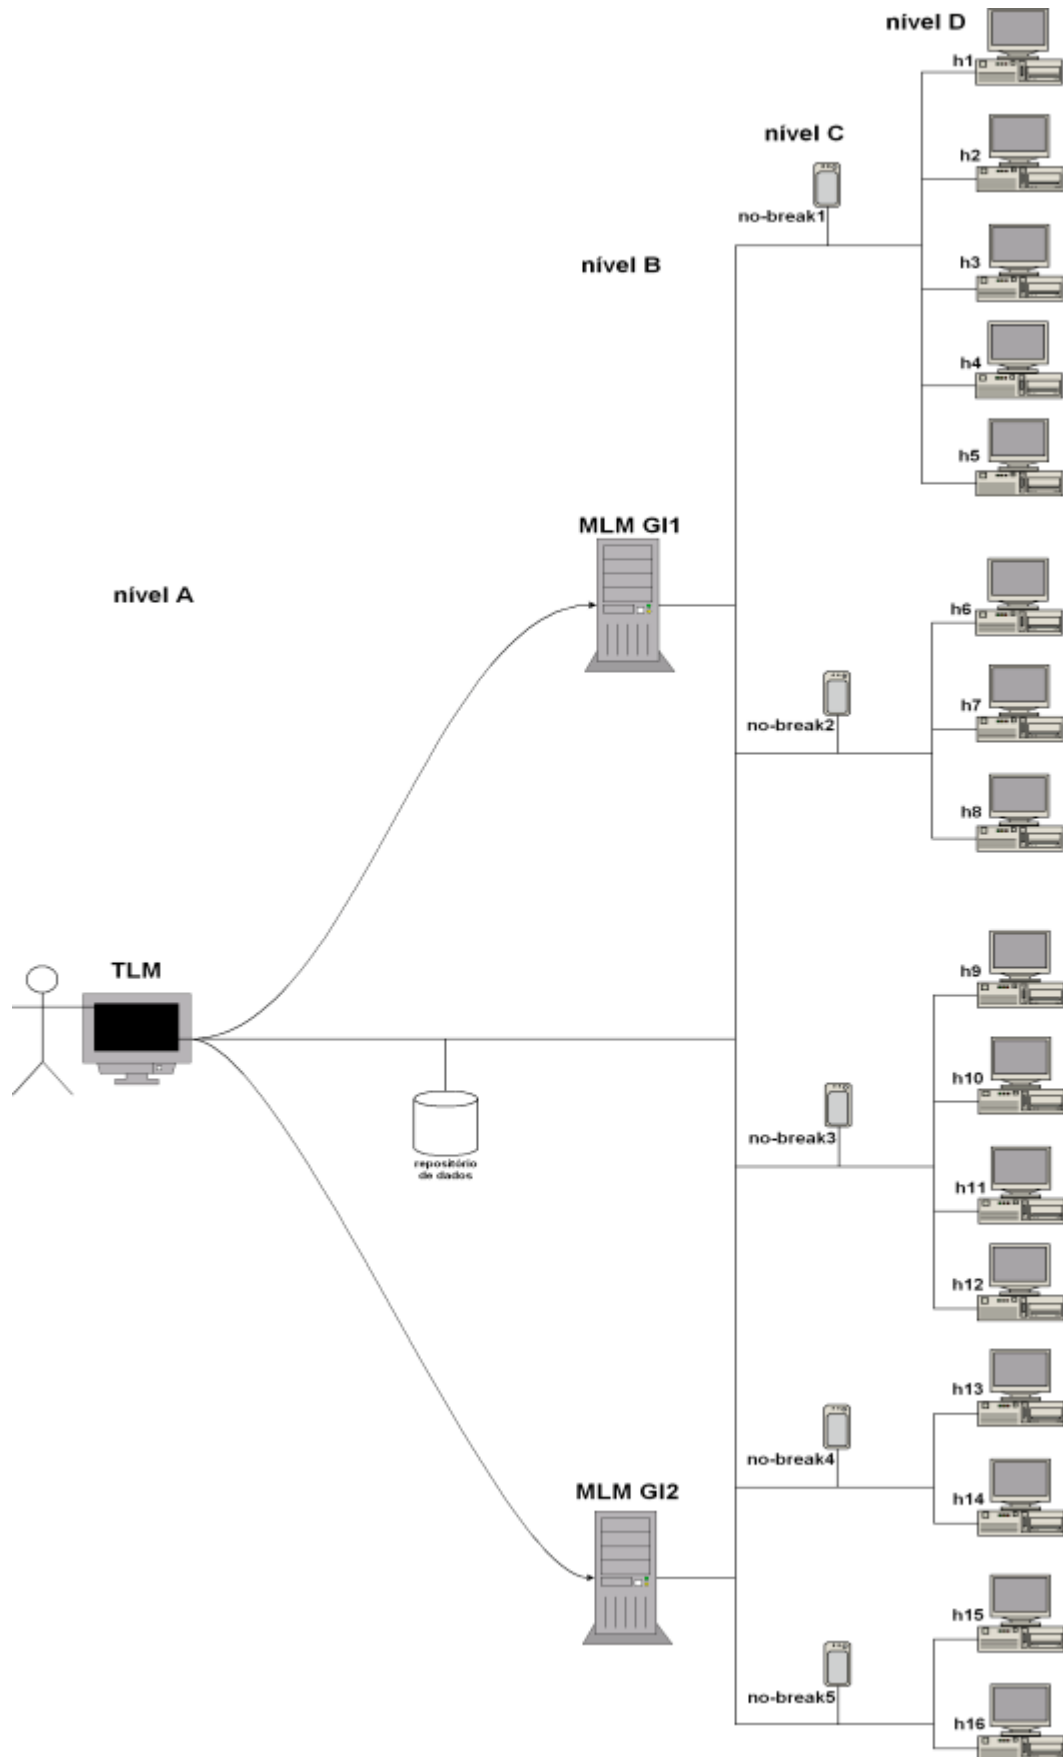 nível D
h1
nível C
h2
no-break1
nível B
h3
h4
h5
MLM GI1
nível A
h6
h7
no-break2
h8
TLM
h9
h10
no-break3
repositório
de dados
h11
h12
h13
no-break4
MLM GI2
h14
h15
no-break5
h16